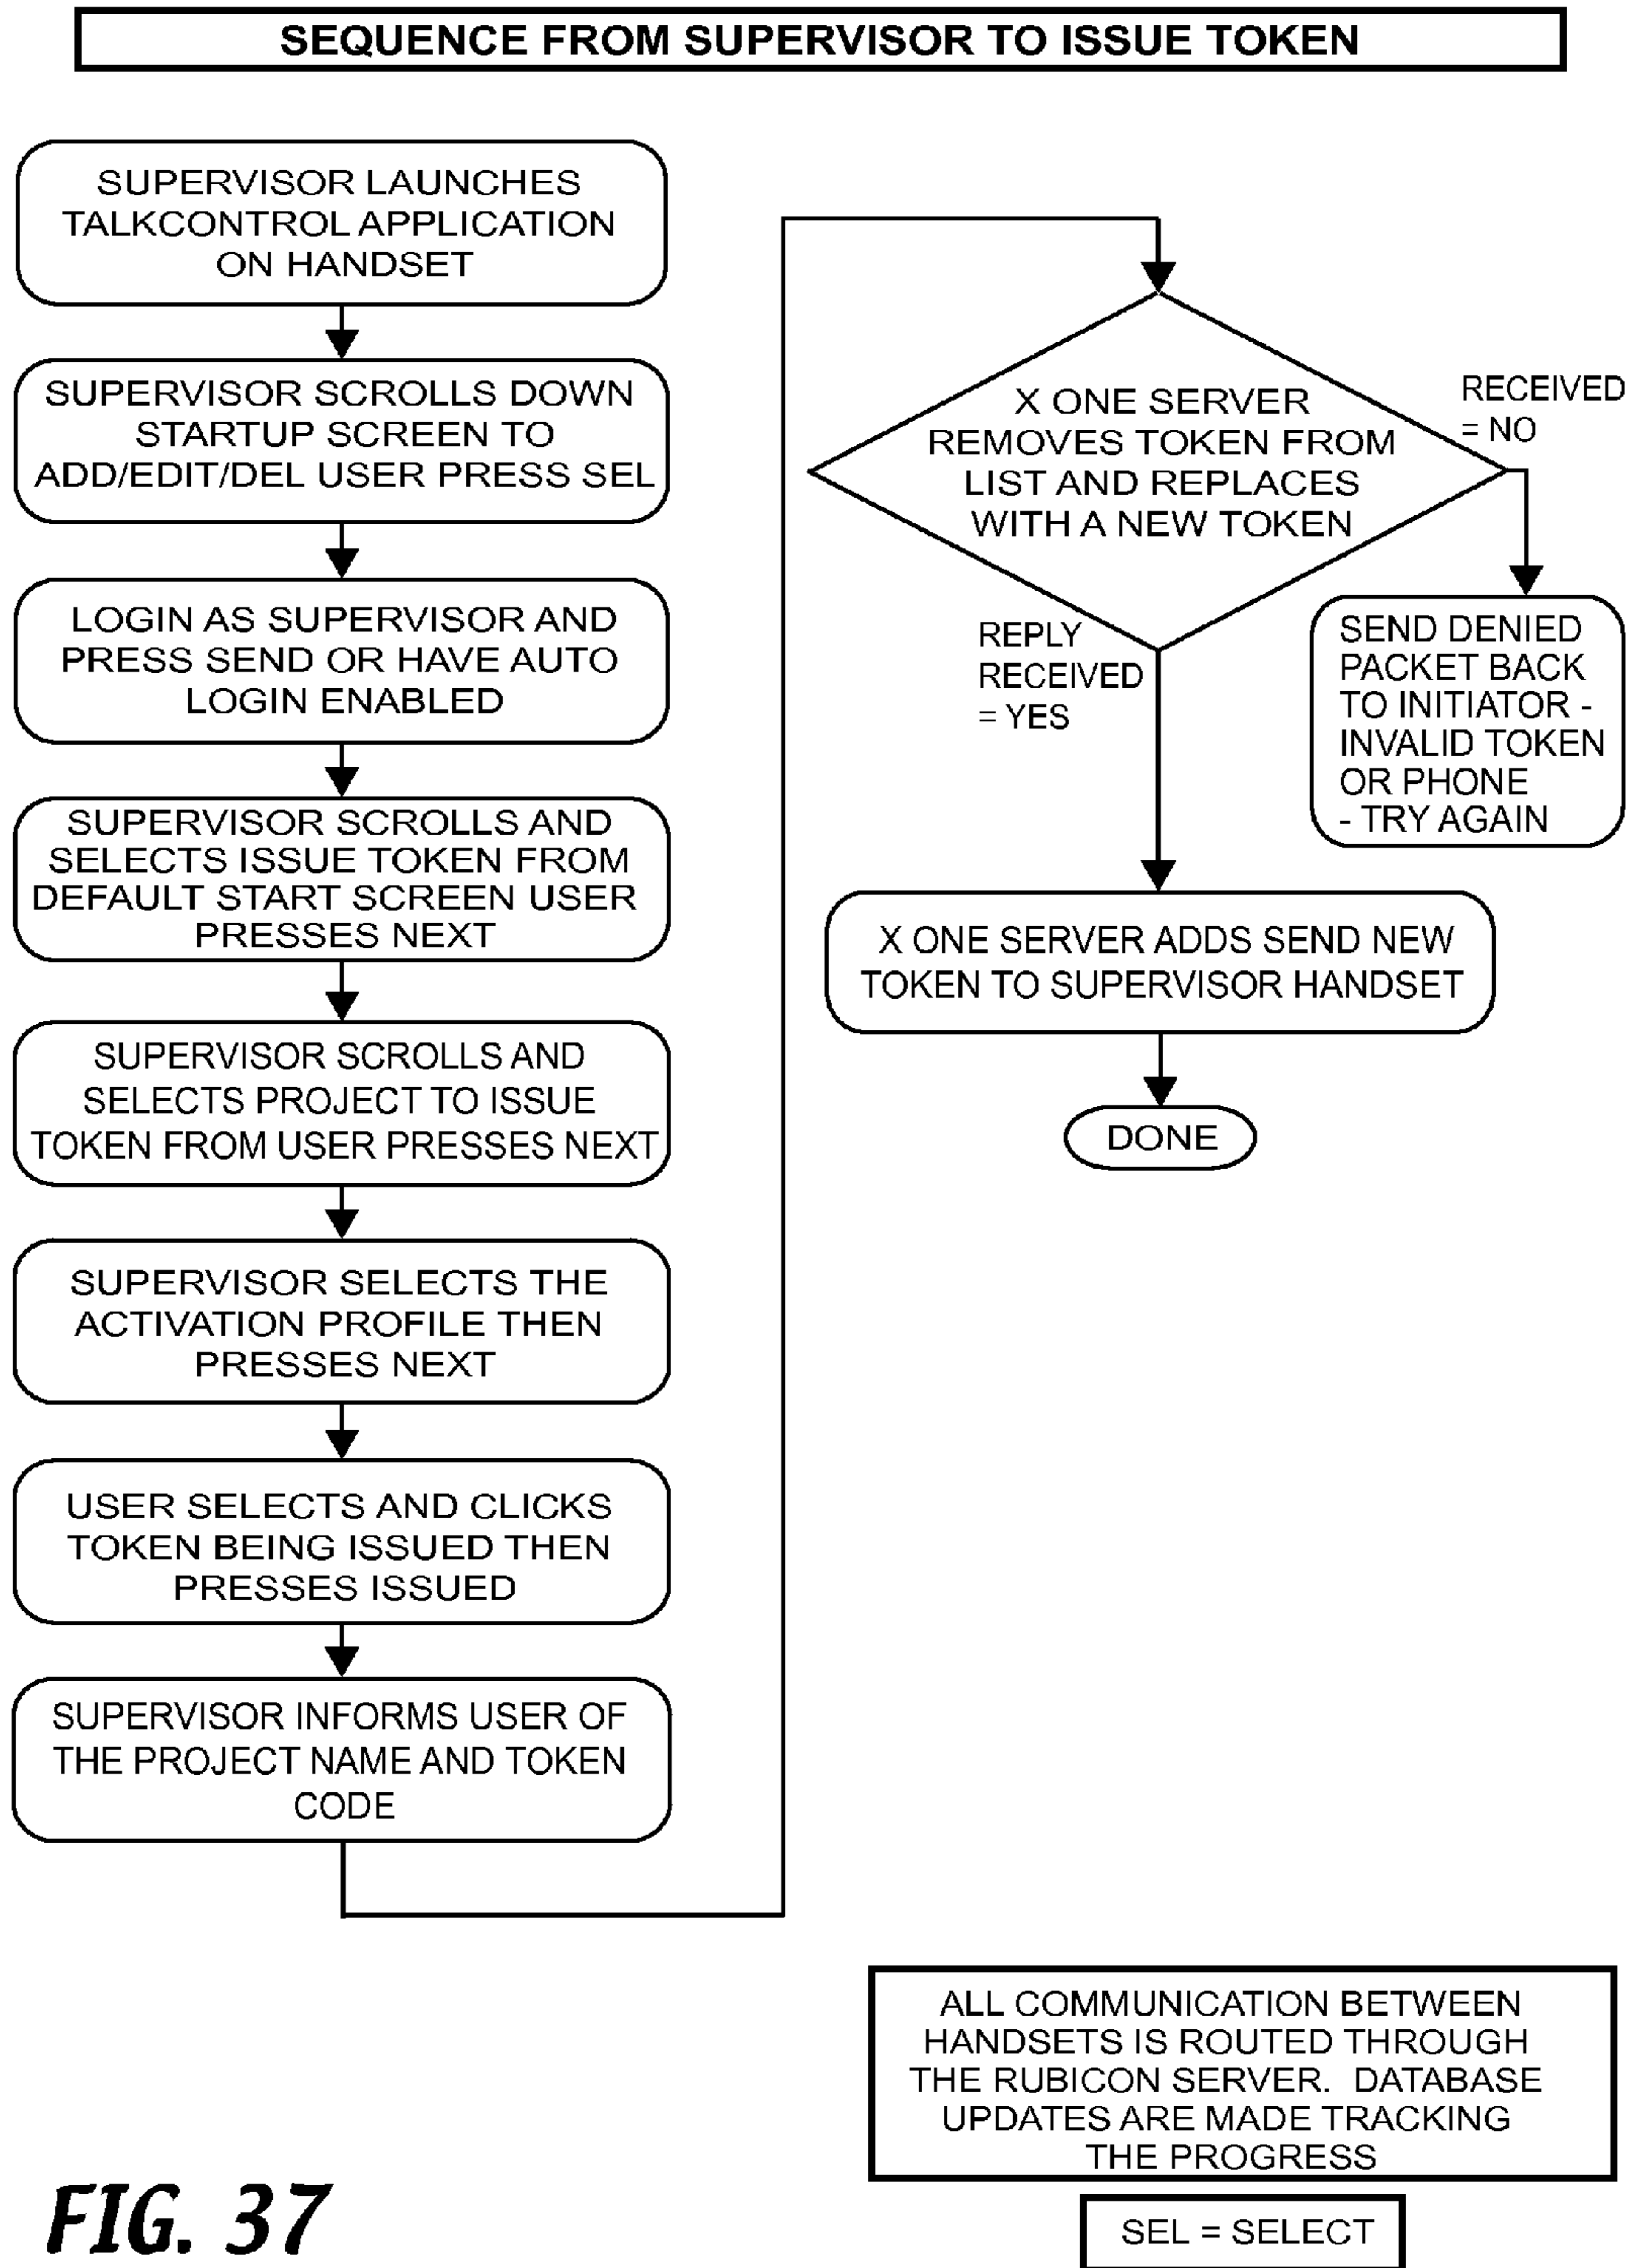 SEQUENCE FROM SUPERVISOR TO ISSUE TOKEN
SUPERVISOR LAUNCHES
TALKCONTROL APPLICATION
ON HANDSET
SUPERVISOR SCROLLS DOWN
STARTUP SCREEN TO
ADD/EDIT/DEL USER PRESS SEL
LOGIN AS SUPERVISOR AND
PRESS SEND OR HAVE AUTO
LOGIN ENABLED
SUPERVISOR SCROLLS AND
SELECTS ISSUE TOKEN FROM
DEFAULT START SCREEN USER
PRESSES NEXT
SUPERVISOR SCROLLS AND
SELECTS PROJECT TO ISSUE
TOKEN FROM USER PRESSES NEXT
SUPERVISOR SELECTS THE
ACTIVATION PROFILE THEN
PRESSES NEXT
USER SELECTS AND CLICKS
TOKEN BEING ISSUED THEN
PRESSES ISSUED
SUPERVISOR INFORMS USER OF
THE PROJECT NAME AND TOKEN
CODE
X ONE SERVER
REMOVES TOKEN FROM
LIST AND REPLACES
WITH A NEW TOKEN
RECEIVED
= NO
SEND DENIED
PACKET BACK
TO INITIATOR -
INVALID TOKEN
OR PHONE
- TRY AGAIN
REPLY
RECEIVED
= YES
X ONE SERVER ADDS SEND NEW
TOKEN TO SUPERVISOR HANDSET
DONE
ALL COMMUNICATION BETWEEN
HANDSETS IS ROUTED THROUGH
THE RUBICON SERVER. DATABASE
UPDATES ARE MADE TRACKING
THE PROGRESS
SEL = SELECT
FIG. 37